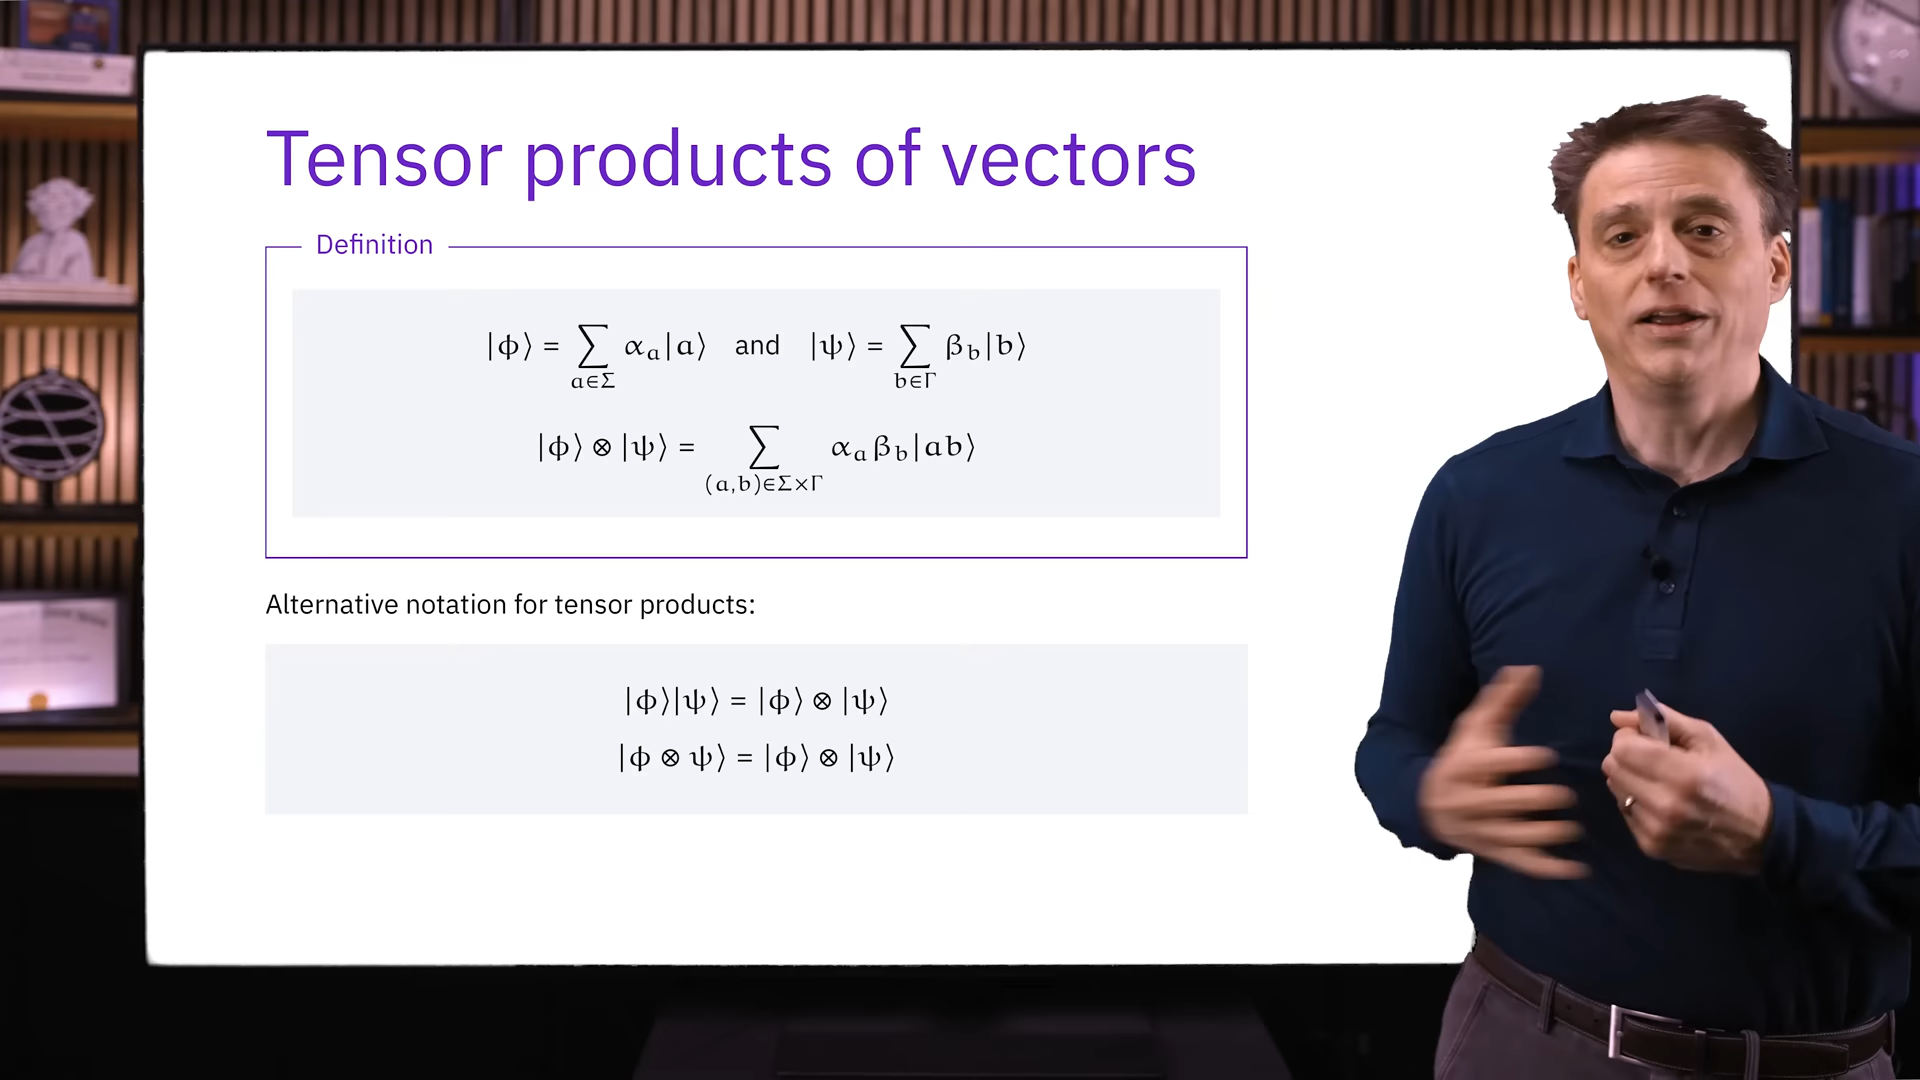 Tensor products of vectors
Definition
|ϕ⟩ = ∑_{a∈Σ} α_a|a⟩ and |ψ⟩ = ∑_{b∈Γ} β_b|b⟩
|ϕ⟩ ⊗ |ψ⟩ = ∑_{(a,b)∈Σ×Γ} α_a β_b|ab⟩
Alternative notation for tensor products:
|ϕ⟩|ψ⟩ = |ϕ⟩ ⊗ |ψ⟩
|ϕ ⊗ ψ⟩ = |ϕ⟩ ⊗ |ψ⟩